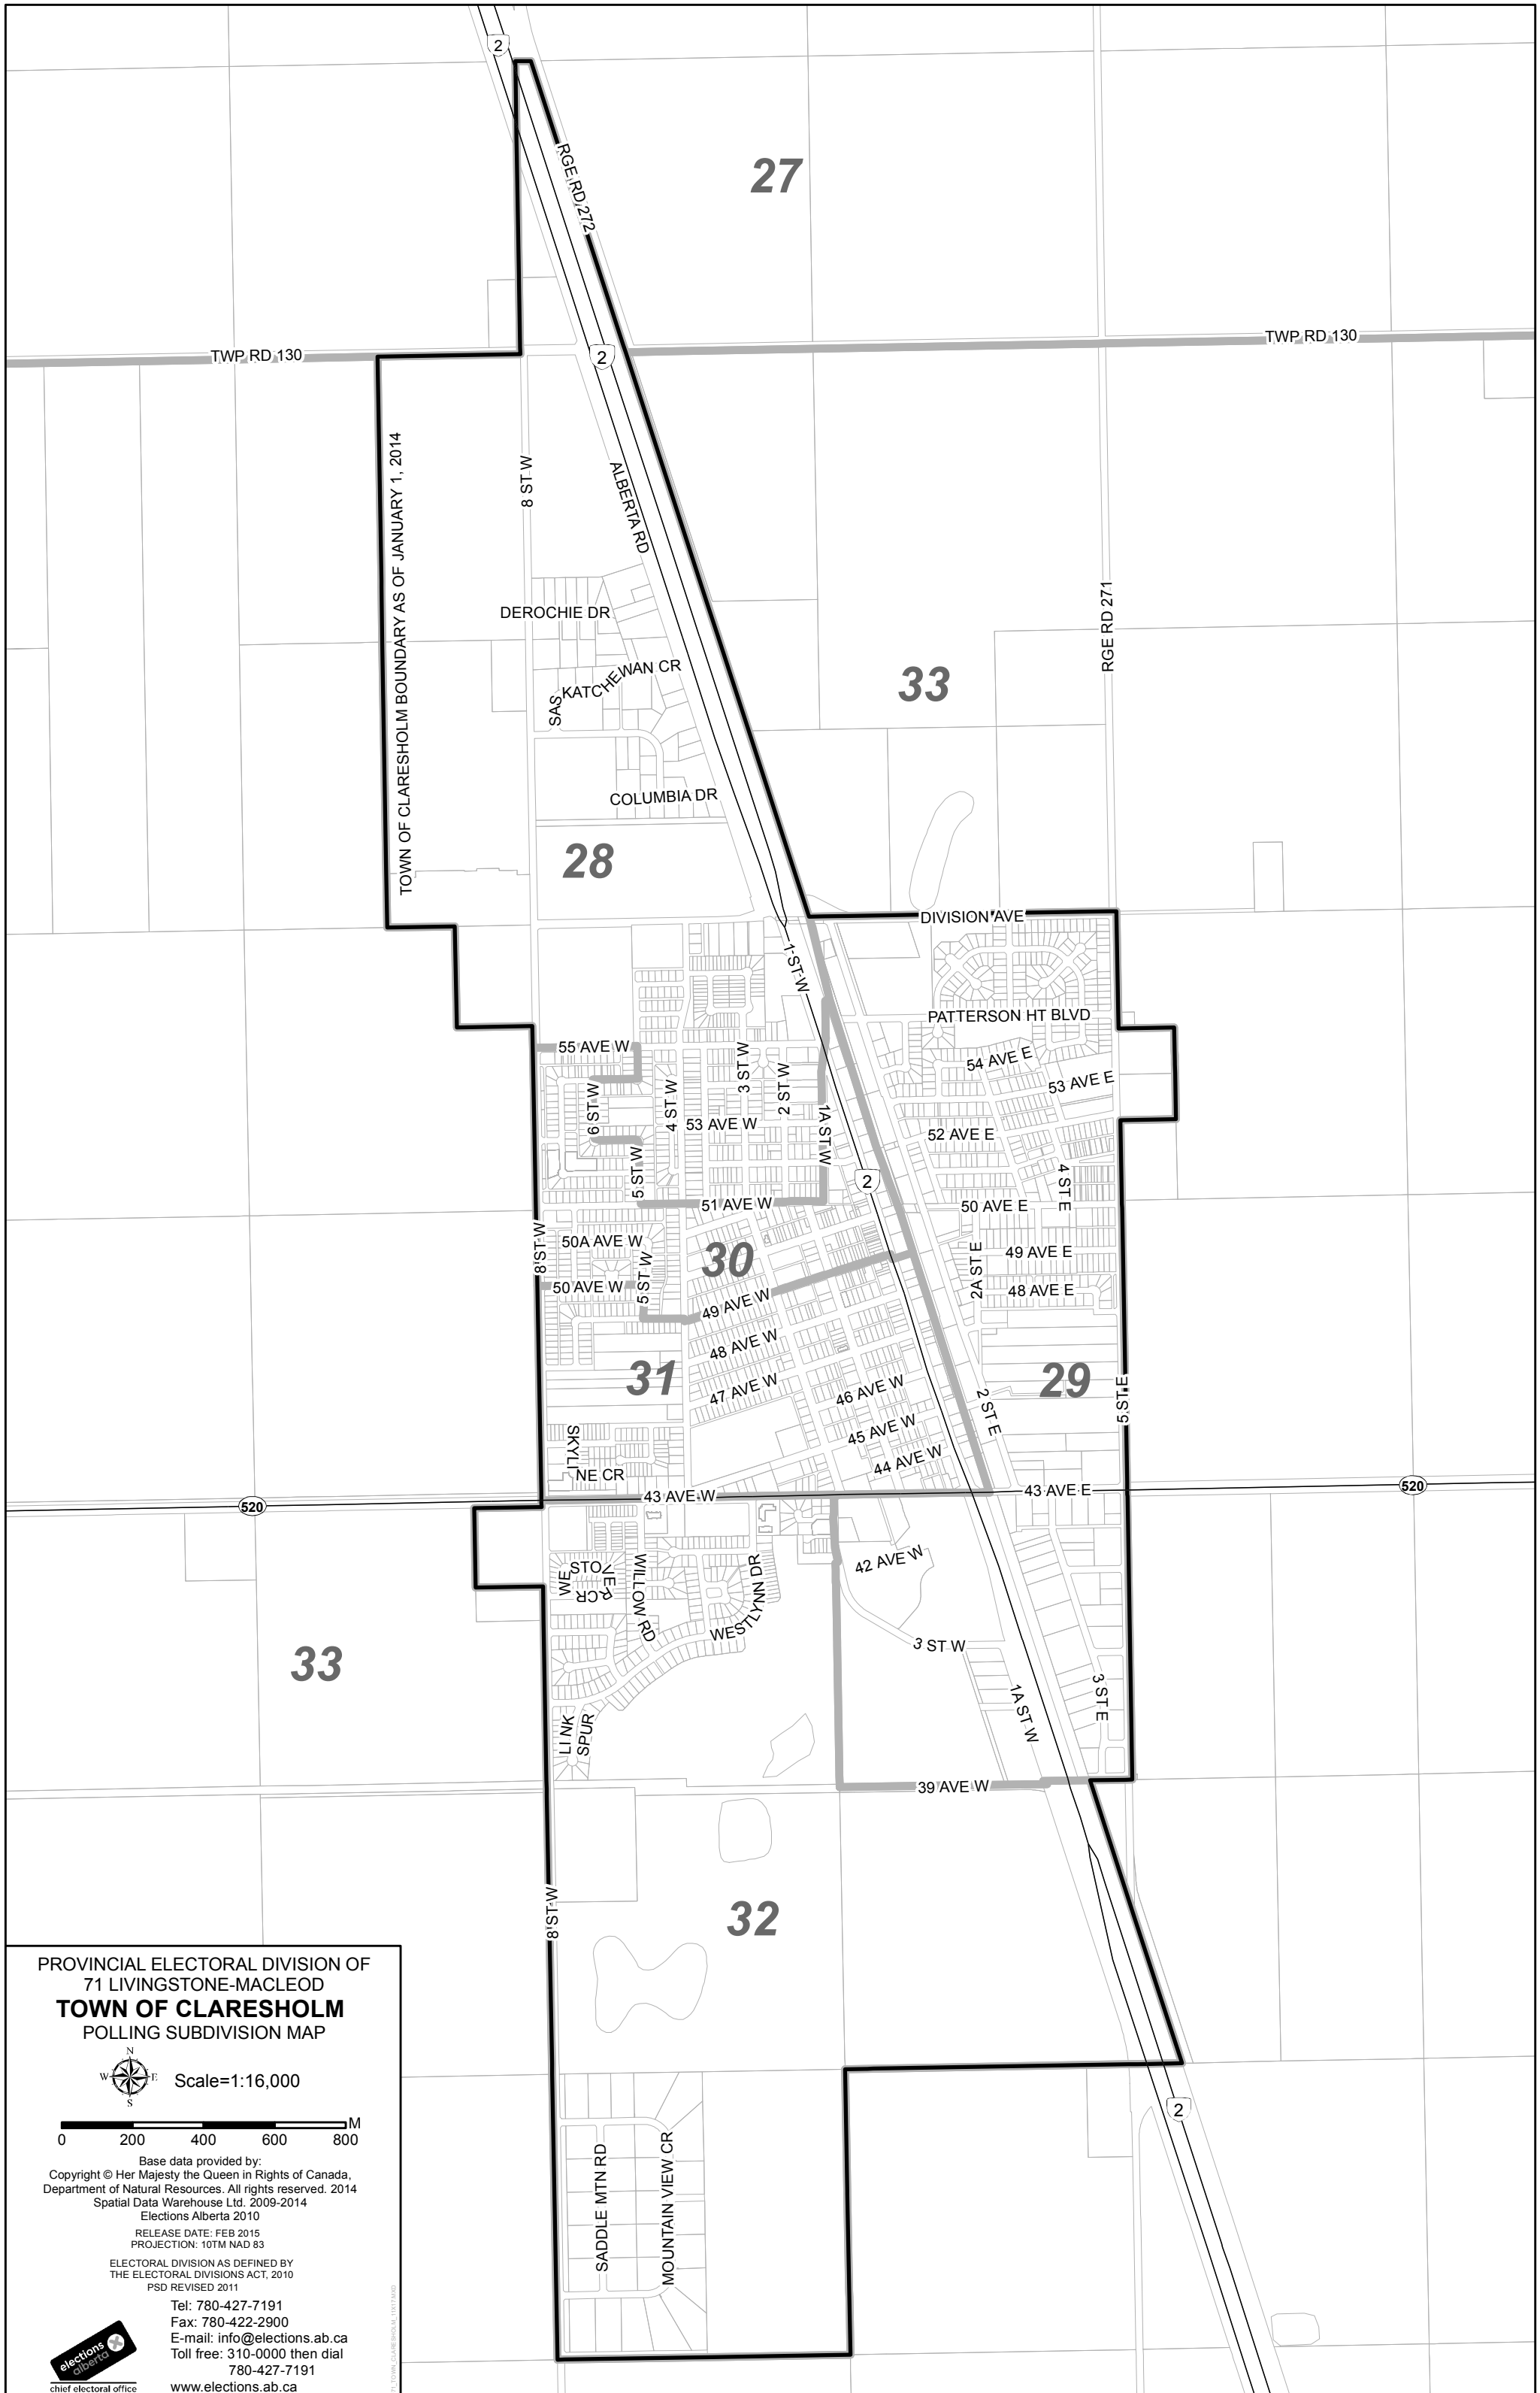 2
RGE RD 272
27
TWP RD 130
2
TWP RD 130
TOWN OF CLARESHOLM BOUNDARY AS OF JANUARY 1, 2014
8 ST W
ALBERTA RD
RGE RD 271
DEROCHIE DR
SASKATCHEWAN CR
33
COLUMBIA DR
28
DIVISION AVE
1 ST W
PATTERSON HT BLVD
55 AVE W
54 AVE E
53 AVE E
6 ST W
4 ST W
3 ST W
2 ST W
1A ST W
53 AVE W
52 AVE E
5 ST W
4 ST E
2
51 AVE W
50 AVE E
8 ST W
50A AVE W
30
49 AVE E
5 ST W
2A ST E
50 AVE W
48 AVE E
49 AVE W
48 AVE W
31
47 AVE W
46 AVE W
29
2 ST E
5 ST E
45 AVE W
44 AVE W
SKYLI
NE CR
43 AVE W
43 AVE E
520
520
42 AVE W
WESTOVER CR
WILLOW RD
WESTLYNN DR
3 ST W
33
1A ST W
3 ST E
LI NK
SPUR
39 AVE W
8 ST W
32
2
SADDLE MTN RD
MOUNTAIN VIEW CR
PROVINCIAL ELECTORAL DIVISION OF
71 LIVINGSTONE-MACLEOD
TOWN OF CLARESHOLM
POLLING SUBDIVISION MAP
N
W E
S
Scale=1:16,000
M
0 200 400 600 800
Base data provided by:
Copyright © Her Majesty the Queen in Rights of Canada,
Department of Natural Resources. All rights reserved. 2014
Spatial Data Warehouse Ltd. 2009-2014
Elections Alberta 2010
RELEASE DATE: FEB 2015
PROJECTION: 10TM NAD 83
ELECTORAL DIVISION AS DEFINED BY
THE ELECTORAL DIVISIONS ACT, 2010
PSD REVISED 2011
Tel: 780-427-7191
Fax: 780-422-2900
E-mail: info@elections.ab.ca
Toll free: 310-0000 then dial
780-427-7191
www.elections.ab.ca
elections
alberta
chief electoral office